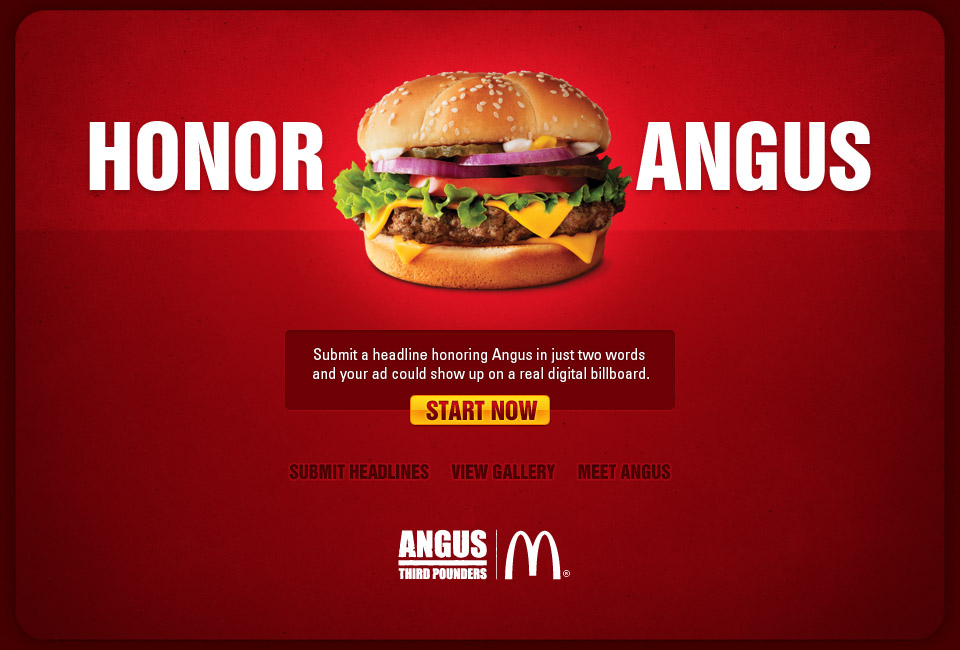 HONOR ANGUS
Submit a headline honoring Angus in just two words
and your ad could show up on a real digital billboard.
START NOW
SUBMIT HEADLINES VIEW GALLERY MEET ANGUS
ANGUS
THIRD POUNDERS
®